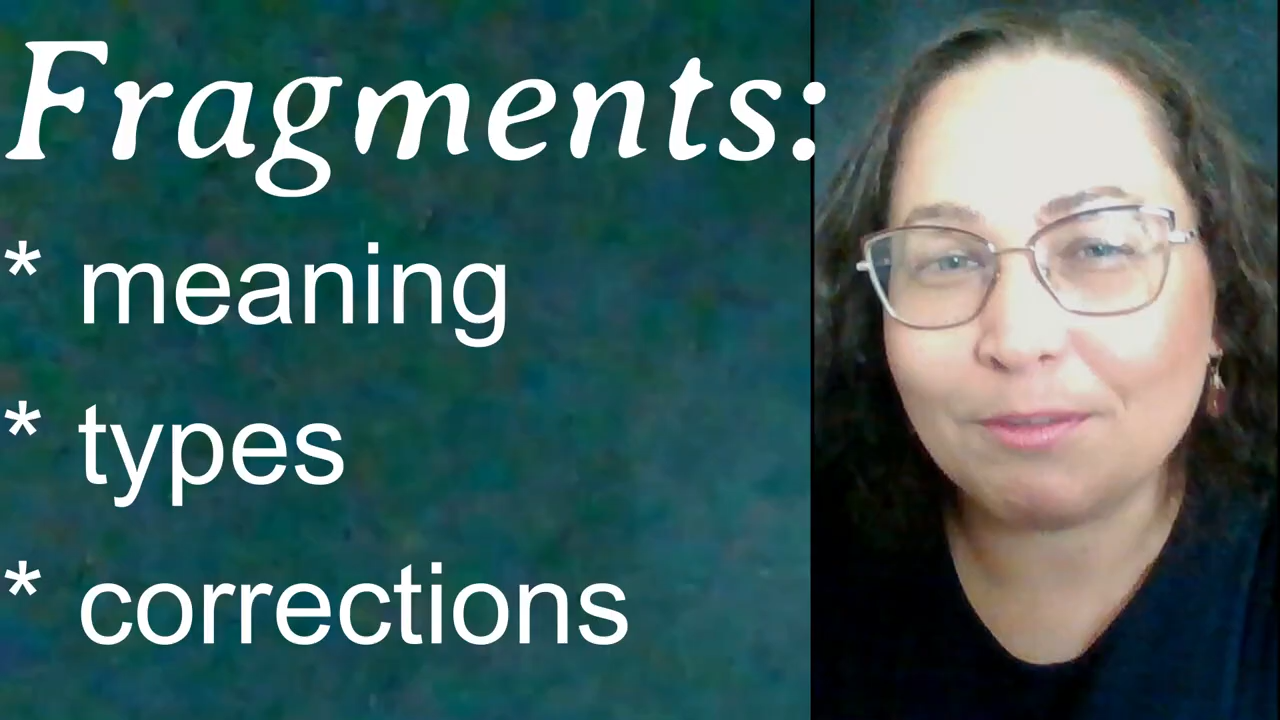 Fragments:
* meaning
* types
* corrections